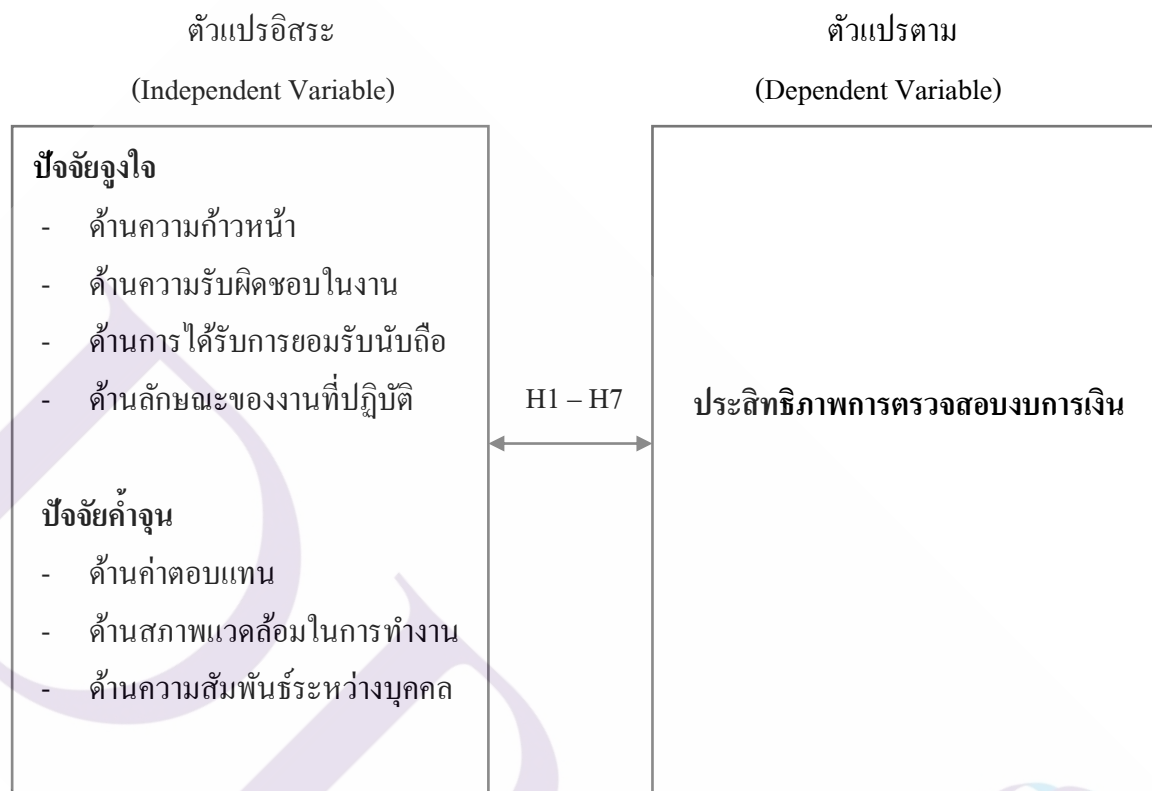 ตัวแปรอิสระ
(Independent Variable)
ตัวแปรตาม
(Dependent Variable)
ปัจจัยจูงใจ
- ด้านความก้าวหน้า
- ด้านความรับผิดชอบในงาน
- ด้านการได้รับการยอมรับนับถือ
- ด้านลักษณะของงานที่ปฏิบัติ
ปัจจัยค้ำจุน
- ด้านค่าตอบแทน
- ด้านสภาพแวดล้อมในการทำงาน
- ด้านความสัมพันธ์ระหว่างบุคคล
H1 – H7
ประสิทธิภาพการตรวจสอบงบการเงิน